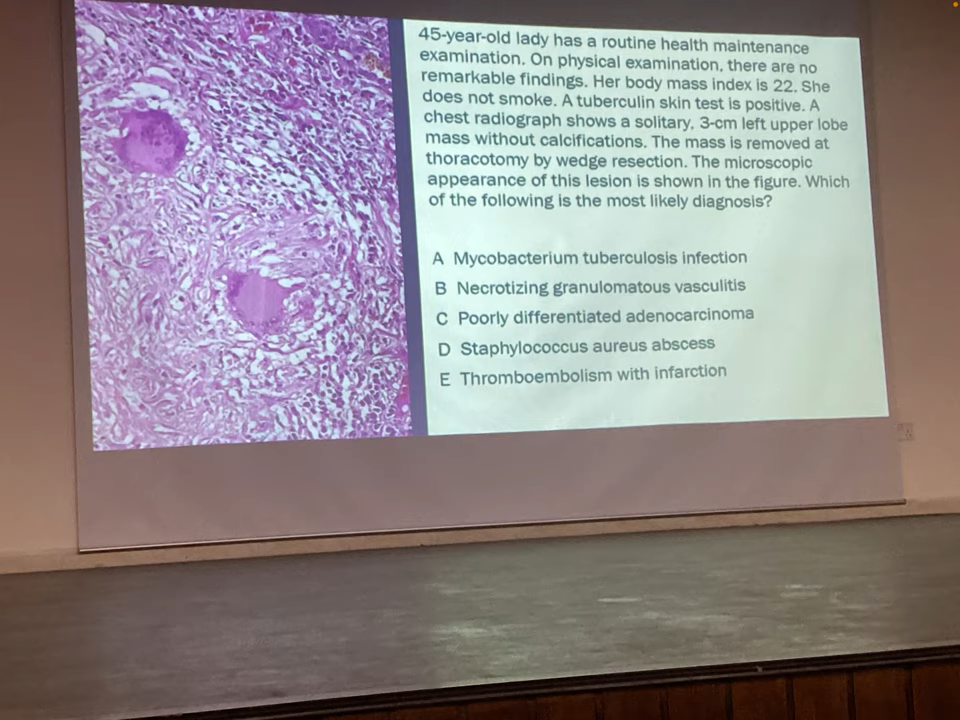 45-year-old lady has a routine health maintenance
examination. On physical examination, there are no
remarkable findings. Her body mass index is 22. She
does not smoke. A tuberculin skin test is positive. A
chest radiograph shows a solitary, 3-cm left upper lobe
mass without calcifications. The mass is removed at
thoracotomy by wedge resection. The microscopic
appearance of this lesion is shown in the figure. Which
of the following is the most likely diagnosis?
A Mycobacterium tuberculosis infection
B Necrotizing granulomatous vasculitis
C Poorly differentiated adenocarcinoma
D Staphylococcus aureus abscess
E Thromboembolism with infarction